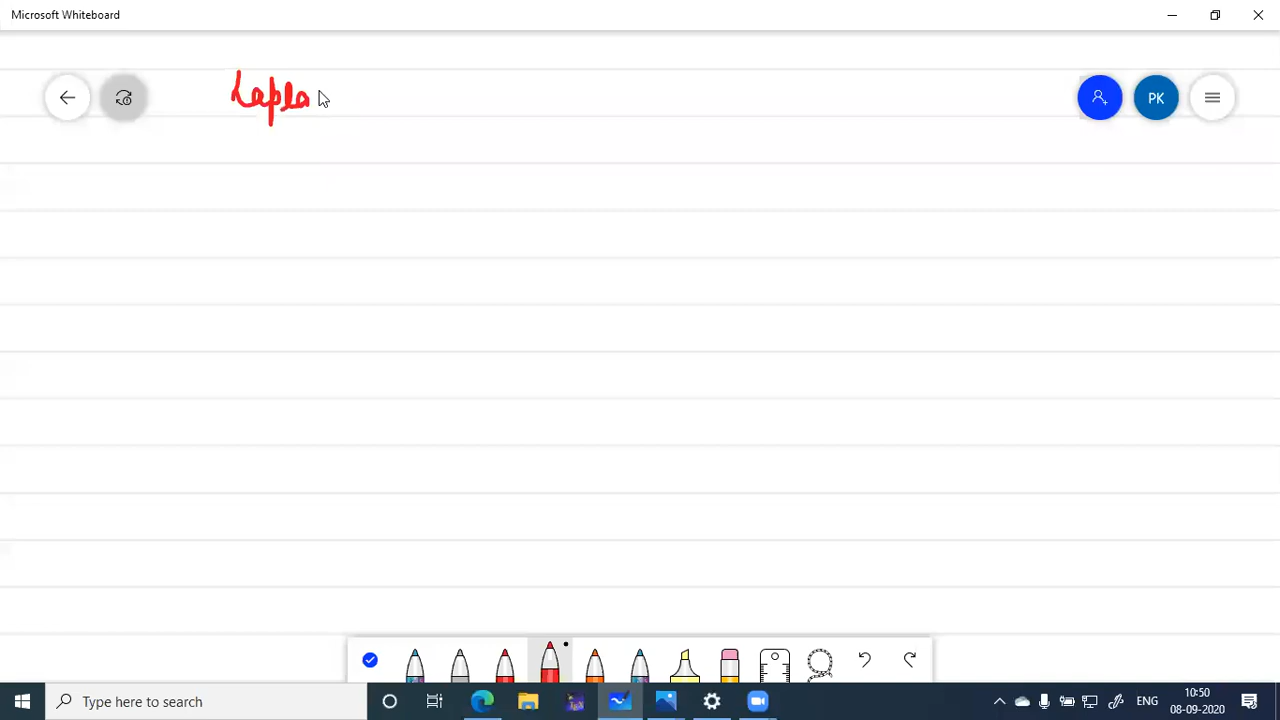 Microsoft Whiteboard
Lapla
PK
Type here to search
ENG
10:50
08-09-2020